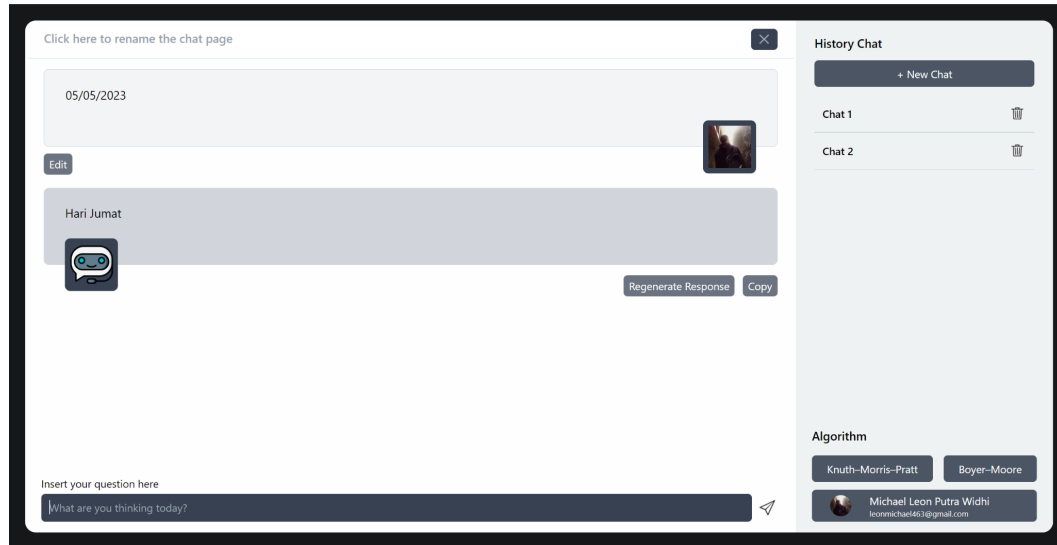 Click here to rename the chat page
05/05/2023
Edit
Hari Jumat
Regenerate Response
Copy
Insert your question here
What are you thinking today?
History Chat
+ New Chat
Chat 1
Chat 2
Algorithm
Knuth–Morris–Pratt
Boyer–Moore
Michael Leon Putra Widhi
leonmichael463@gmail.com